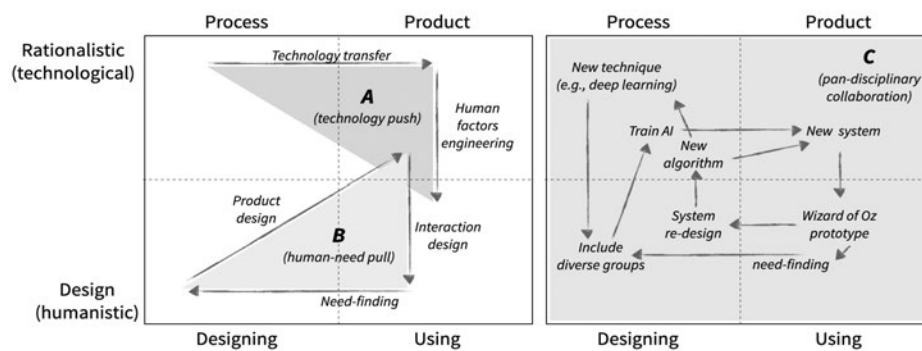 Process
Product
Process
Product
Rationalistic
(technological)
Technology transfer
A
(technology push)
Human
factors
engineering
Product
design
B
(human-need pull)
Interaction
design
Need-finding
Design
(humanistic)
Designing
Using
C
(pan-disciplinary
collaboration)
New technique
(e.g., deep learning)
Train AI
New
algorithm
New system
System
re-design
Wizard of Oz
prototype
Include
diverse groups
need-finding
Designing
Using